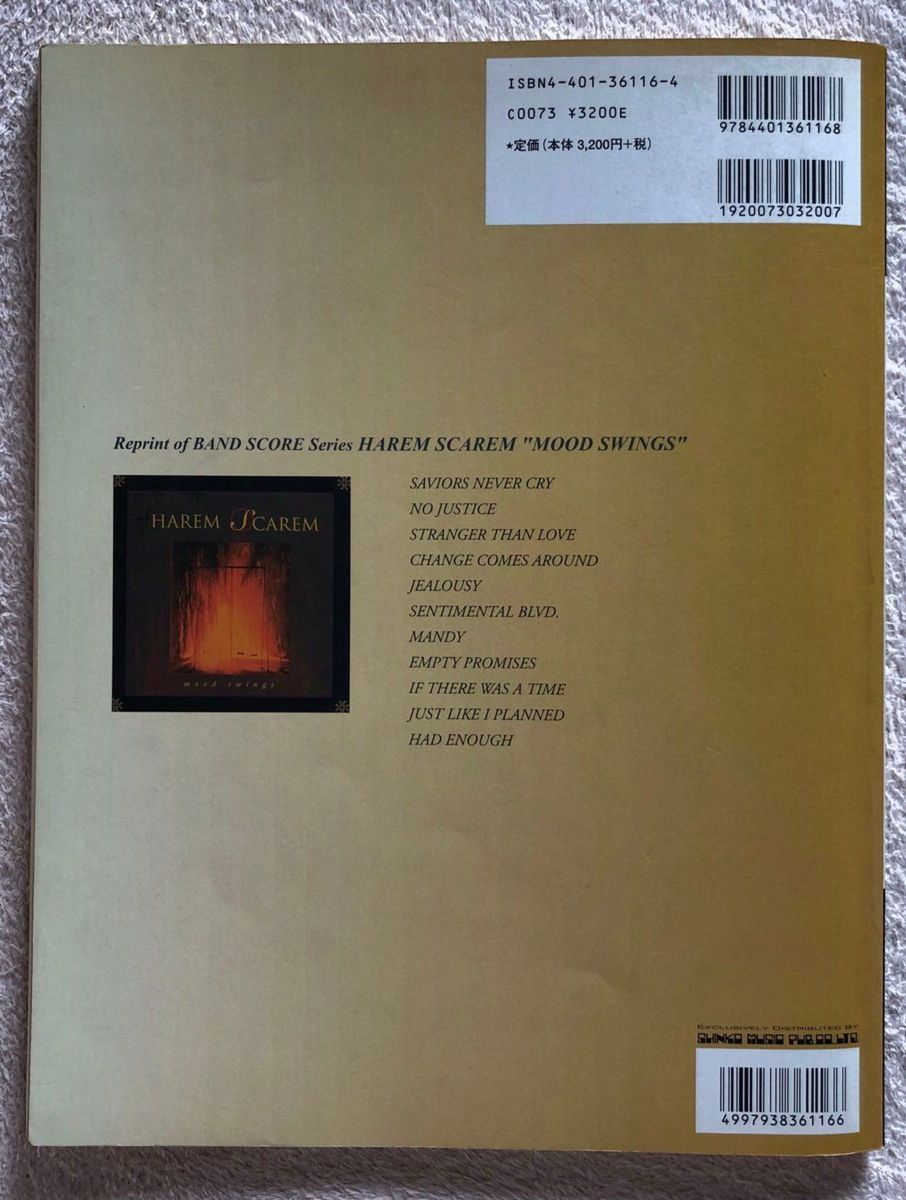 ISBN4-401-36116-4
C0073 ¥3200E
★定価(本体 3,200円+税)
9784401361168
1920073032007
Reprint of BAND SCORE Series HAREM SCAREM "MOOD SWINGS"
HAREM SCAREM
mood swings
SAVIORS NEVER CRY
NO JUSTICE
STRANGER THAN LOVE
CHANGE COMES AROUND
JEALOUSY
SENTIMENTAL BLVD.
MANDY
EMPTY PROMISES
IF THERE WAS A TIME
JUST LIKE I PLANNED
HAD ENOUGH
EXCLUSIVELY DISTRIBUTED BY
SHINKO MUSIC PUB.CO.,LTD.
4997938361166